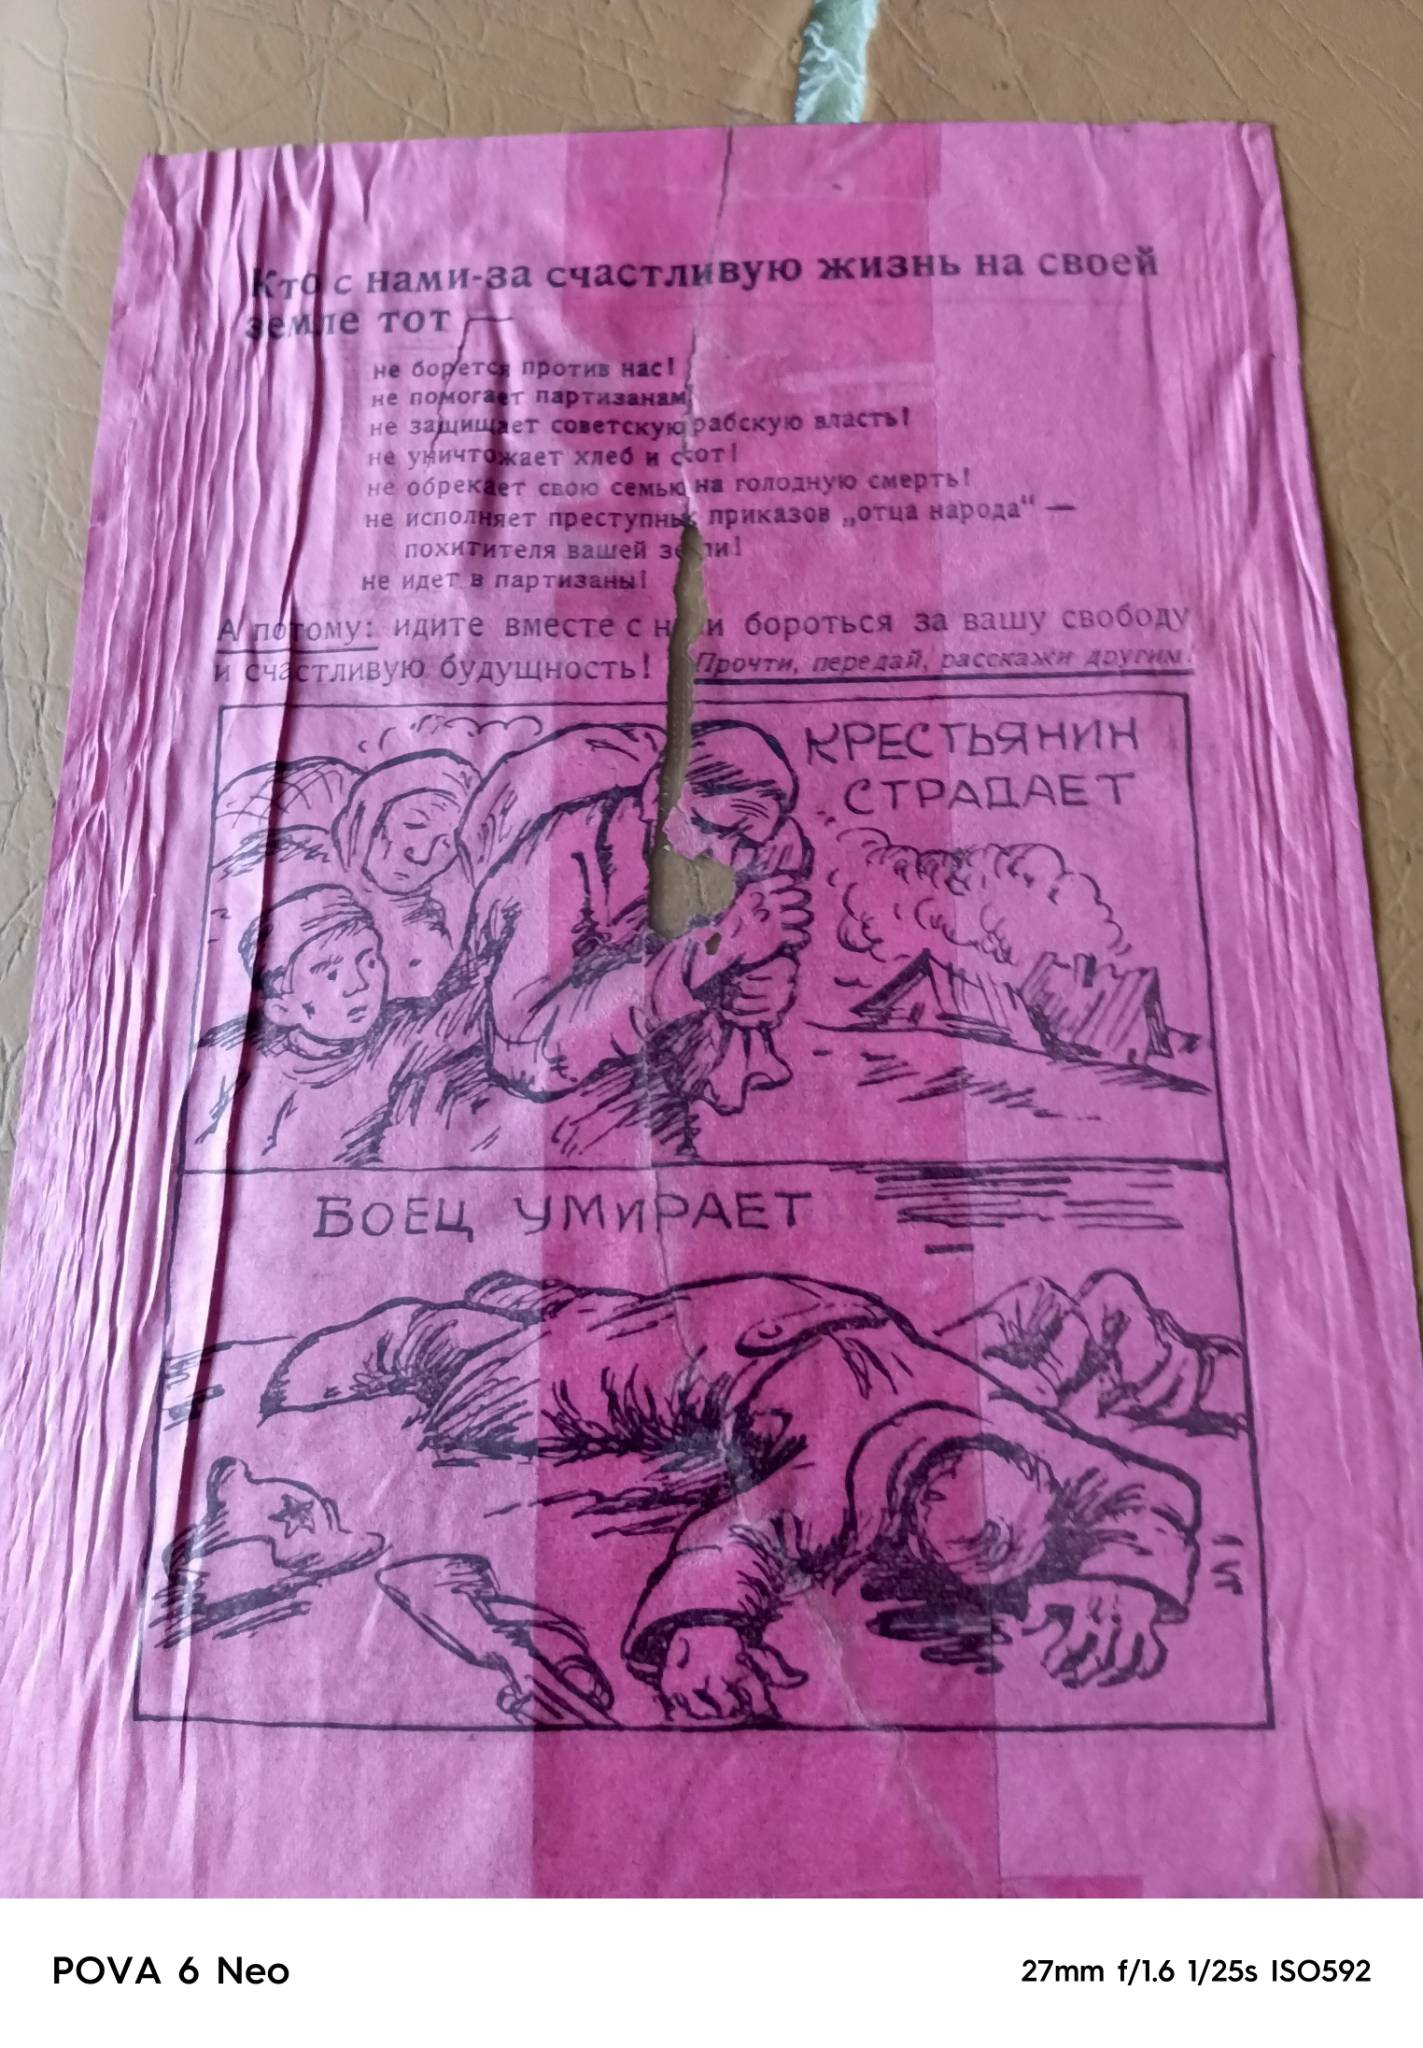 Кто с нами-за счастливую жизнь на своей
земле тот —
не борется против нас!
не помогает партизанам!
не защищает советскую рабскую власть!
не уничтожает хлеб и скот!
не обрекает свою семью на голодную смерть!
не исполняет преступных приказов „отца народа“ —
похитителя вашей земли!
не идет в партизаны!
А потому: идите вместе с нами бороться за вашу свободу
и счастливую будущность! Прочти, передай, расскажи другим.
КРЕСТЬЯНИН
СТРАДАЕТ
БОЕЦ УМИРАЕТ
POVA 6 Neo
27mm f/1.6 1/25s ISO592